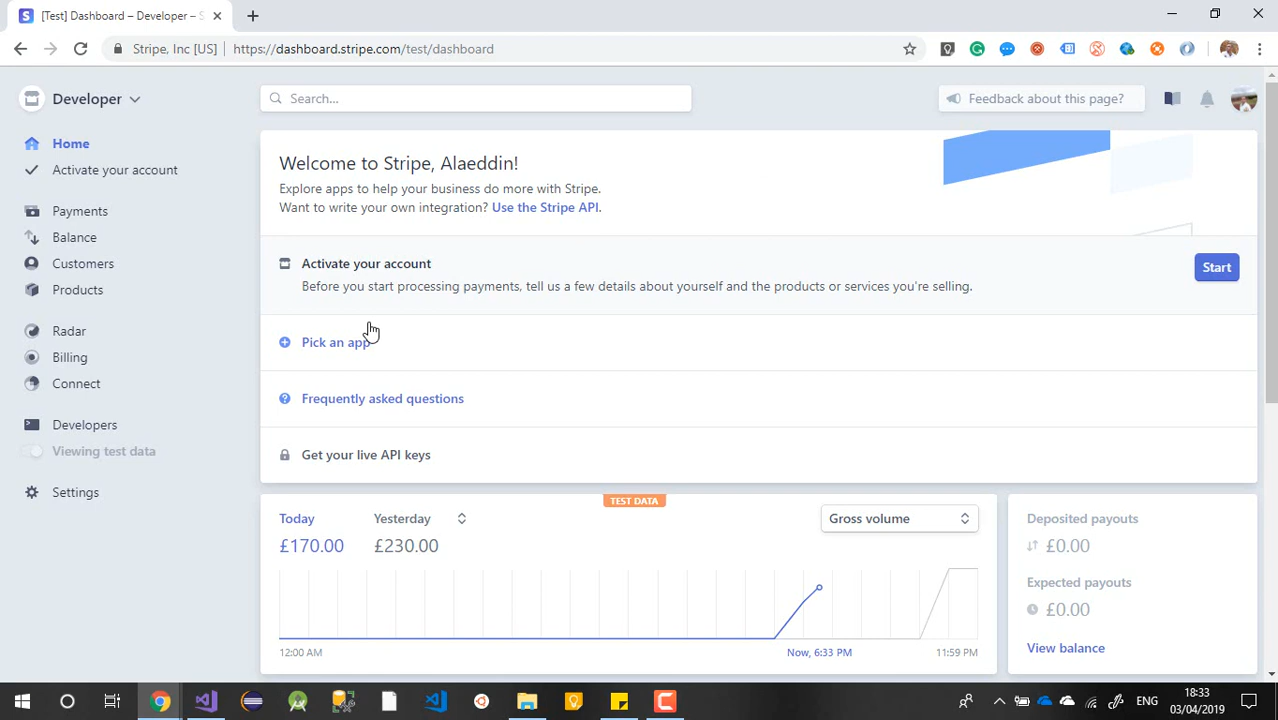 [Test] Dashboard – Developer – S
Stripe, Inc [US]
https://dashboard.stripe.com/test/dashboard
Developer
Search...
Feedback about this page?
Home
Activate your account
Payments
Balance
Customers
Products
Radar
Billing
Connect
Developers
Viewing test data
Settings
Welcome to Stripe, Alaeddin!
Explore apps to help your business do more with Stripe.
Want to write your own integration? Use the Stripe API.
Activate your account
Before you start processing payments, tell us a few details about yourself and the products or services you're selling.
Start
Pick an app
Frequently asked questions
Get your live API keys
TEST DATA
Today
Yesterday
Gross volume
£170.00
£230.00
12:00 AM
Now, 6:33 PM
11:59 PM
Deposited payouts
£0.00
Expected payouts
£0.00
View balance
ENG
18:33
03/04/2019